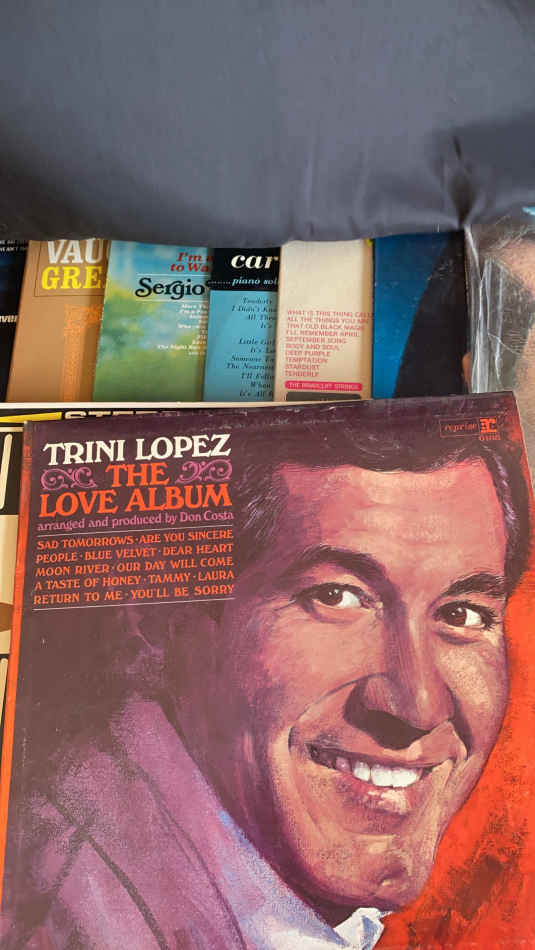 VAU
GRE
I'm
to Wa
Sergio
car
piano sol
Tenderly
I Didn't Kno
All Thr
It's
Little Girl
Someone To
The Nearnes
I'll Follo
When
It's All R
WHAT IS THIS THING CALL
ALL THE THINGS YOU ARE
THAT OLD BLACK MAGIC
I'LL REMEMBER APRIL
SEPTEMBER SONG
BODY AND SOUL
DEEP PURPLE
TEMPTATION
STARDUST
TENDERLY
THE BRIARCLIFF STRINGS
STEREO
TRINI LOPEZ
THE
LOVE ALBUM
arranged and produced by Don Costa
SAD TOMORROWS · ARE YOU SINCERE
PEOPLE · BLUE VELVET · DEAR HEART
MOON RIVER · OUR DAY WILL COME
A TASTE OF HONEY · TAMMY · LAURA
RETURN TO ME · YOU'LL BE SORRY
reprise